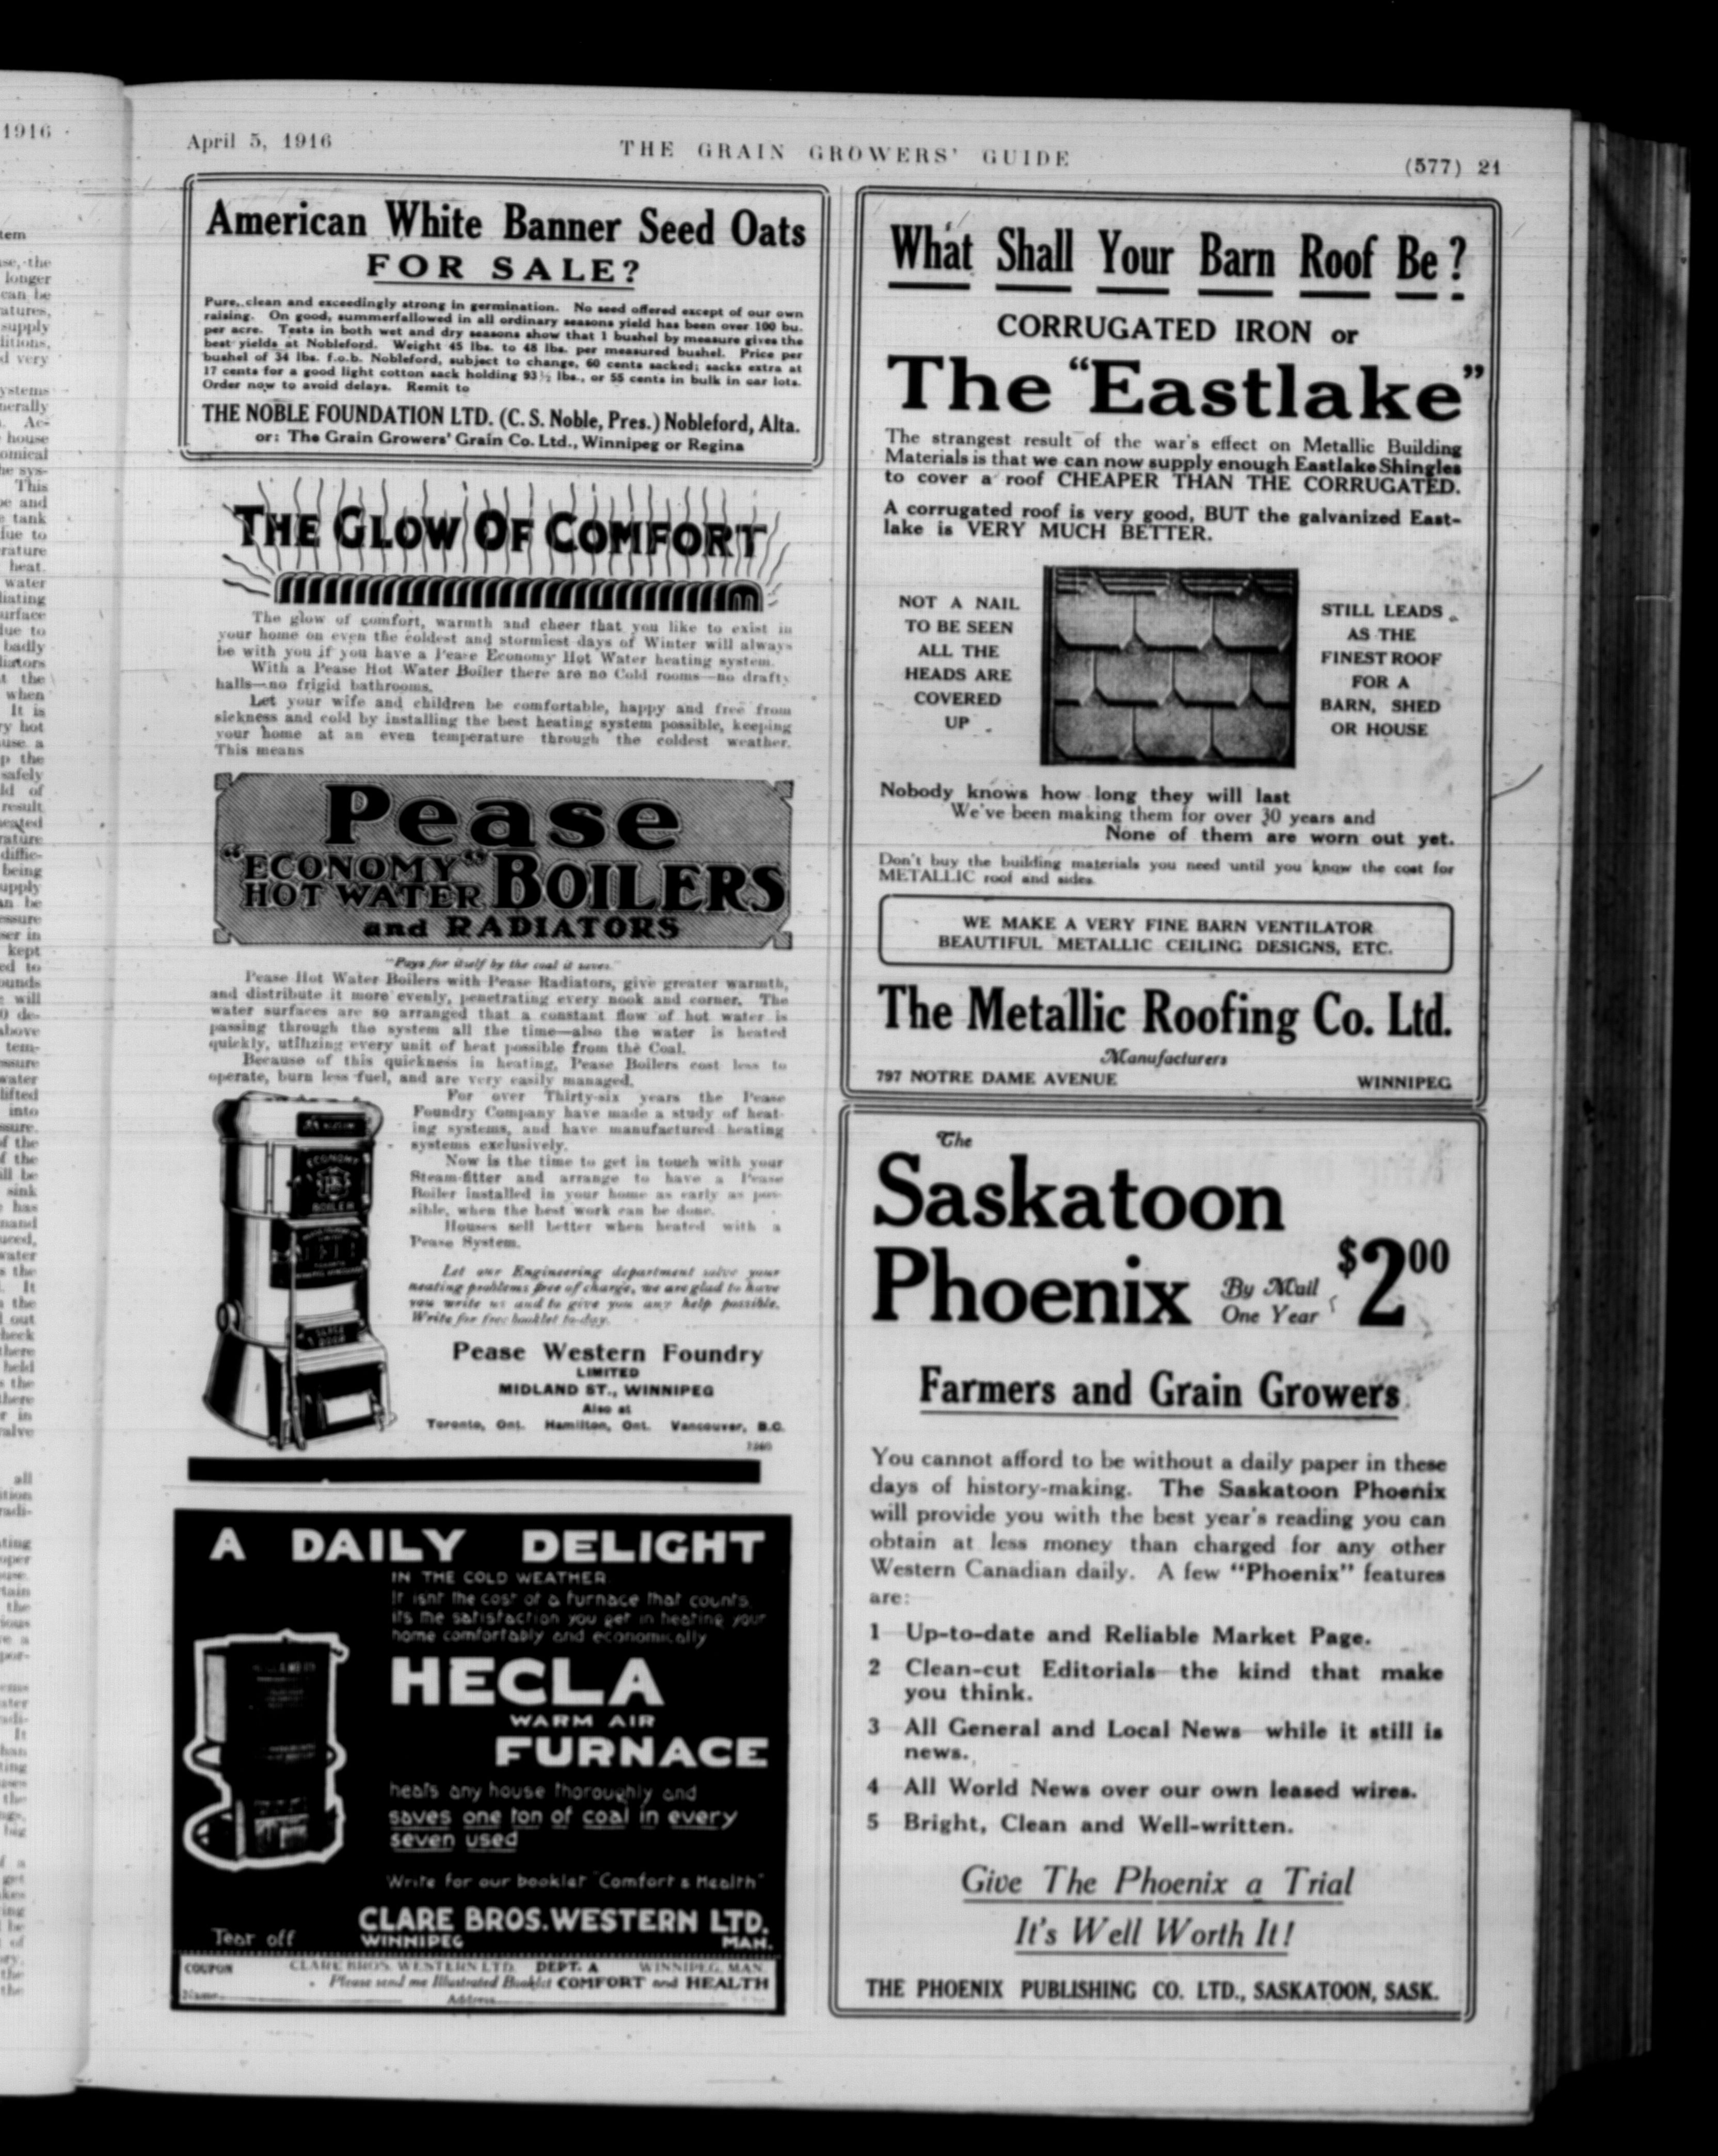 April 5, 1916
THE GRAIN GROWERS' GUIDE
(577) 21
American White Banner Seed Oats
FOR SALE?
Pure, clean and exceedingly strong in germination. No seed offered except of our own
raising. On good, summerfallowed in all ordinary seasons yield has been over 100 bu.
per acre. Tests in both wet and dry seasons show that 1 bushel by measure gives the
best yields at Nobleford. Weight 45 lbs. to 48 lbs. per measured bushel. Price per
bushel of 34 lbs. f.o.b. Nobleford, subject to change, 60 cents sacked; sacks extra at
17 cents for a good light cotton sack holding 93½ lbs., or 55 cents in bulk in car lots.
Order now to avoid delays. Remit to
THE NOBLE FOUNDATION LTD. (C. S. Noble, Pres.) Nobleford, Alta.
or: The Grain Growers' Grain Co. Ltd., Winnipeg or Regina
THE GLOW OF COMFORT
The glow of comfort, warmth and cheer that you like to exist in
your home on even the coldest and stormiest days of Winter will always
be with you if you have a Pease Economy Hot Water heating system.
With a Pease Hot Water Boiler there are no Cold rooms—no drafty
halls—no frigid bathrooms.
Let your wife and children be comfortable, happy and free from
sickness and cold by installing the best heating system possible, keeping
your home at an even temperature through the coldest weather.
This means
Pease
"ECONOMY"
HOT WATER BOILERS
and RADIATORS
"Pays for itself by the coal it saves."
Pease Hot Water Boilers with Pease Radiators, give greater warmth,
and distribute it more evenly, penetrating every nook and corner. The
water surfaces are so arranged that a constant flow of hot water is
passing through the system all the time—also the water is heated
quickly, utilizing every unit of heat possible from the Coal.
Because of this quickness in heating, Pease Boilers cost less to
operate, burn less fuel, and are very easily managed.
For over Thirty-six years the Pease
Foundry Company have made a study of heat-
ing systems, and have manufactured heating
systems exclusively.
Now is the time to get in touch with your
Steam-fitter and arrange to have a Pease
Boiler installed in your home as early as pos-
sible, when the best work can be done.
Houses sell better when heated with a
Pease System.
Let our Engineering department solve your
heating problems free of charge, we are glad to have
you write us and to give you any help possible.
Write for free booklet to-day.
ECONOMY
BOILER
Pease Western Foundry
LIMITED
MIDLAND ST., WINNIPEG
Also at
Toronto, Ont. Hamilton, Ont. Vancouver, B.C.
A DAILY DELIGHT
IN THE COLD WEATHER
It isnt the cost of a furnace that counts,
its the satisfaction you get in heating your
home comfortably and economically
HECLA
WARM AIR
FURNACE
heats any house thoroughly and
saves one ton of coal in every
seven used
Write for our booklet "Comfort & Health"
CLARE BROS. WESTERN LTD.
Tear off
WINNIPEG MAN.
COUPON CLARE BROS. WESTERN LTD. DEPT. A WINNIPEG, MAN.
Please send me Illustrated Booklet COMFORT and HEALTH
Name Address
What Shall Your Barn Roof Be?
CORRUGATED IRON or
The "Eastlake"
The strangest result of the war's effect on Metallic Building
Materials is that we can now supply enough Eastlake Shingles
to cover a roof CHEAPER THAN THE CORRUGATED.
A corrugated roof is very good, BUT the galvanized East-
lake is VERY MUCH BETTER.
NOT A NAIL
TO BE SEEN
ALL THE
HEADS ARE
COVERED
UP
STILL LEADS
AS THE
FINEST ROOF
FOR A
BARN, SHED
OR HOUSE
Nobody knows how long they will last
We've been making them for over 30 years and
None of them are worn out yet.
Don't buy the building materials you need until you know the cost for
METALLIC roof and sides.
WE MAKE A VERY FINE BARN VENTILATOR
BEAUTIFUL METALLIC CEILING DESIGNS, ETC.
The Metallic Roofing Co. Ltd.
Manufacturers
797 NOTRE DAME AVENUE WINNIPEG
The
Saskatoon
Phoenix By Mail One Year $2.00
Farmers and Grain Growers
You cannot afford to be without a daily paper in these
days of history-making. The Saskatoon Phoenix
will provide you with the best year's reading you can
obtain at less money than charged for any other
Western Canadian daily. A few "Phoenix" features
are:
1 Up-to-date and Reliable Market Page.
2 Clean-cut Editorials the kind that make
you think.
3 All General and Local News while it still is
news.
4 All World News over our own leased wires.
5 Bright, Clean and Well-written.
Give The Phoenix a Trial
It's Well Worth It!
THE PHOENIX PUBLISHING CO. LTD., SASKATOON, SASK.